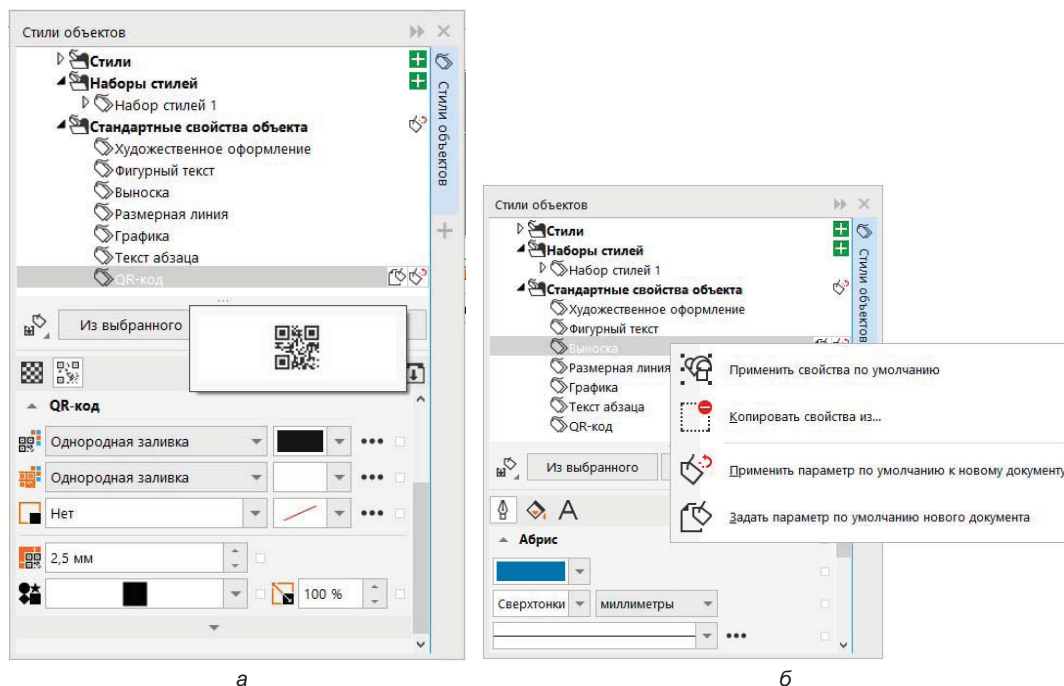 Стили объектов
Стили
Наборы стилей
Набор стилей 1
Стандартные свойства объекта
Художественное оформление
Фигурный текст
Выноска
Размерная линия
Графика
Текст абзаца
QR-код
Из выбранного
QR-код
Однородная заливка
Однородная заливка
Нет
2,5 мм
100 %
Стили объектов
а
Стили объектов
Стили
Наборы стилей
Набор стилей 1
Стандартные свойства объекта
Художественное оформление
Фигурный текст
Выноска
Размерная линия
Графика
Текст абзаца
QR-код
Из выбранного
Абрис
Сверхтонки миллиметры
Стили объектов
Применить свойства по умолчанию
Копировать свойства из...
Применить параметр по умолчанию к новому документу
Задать параметр по умолчанию нового документа
б